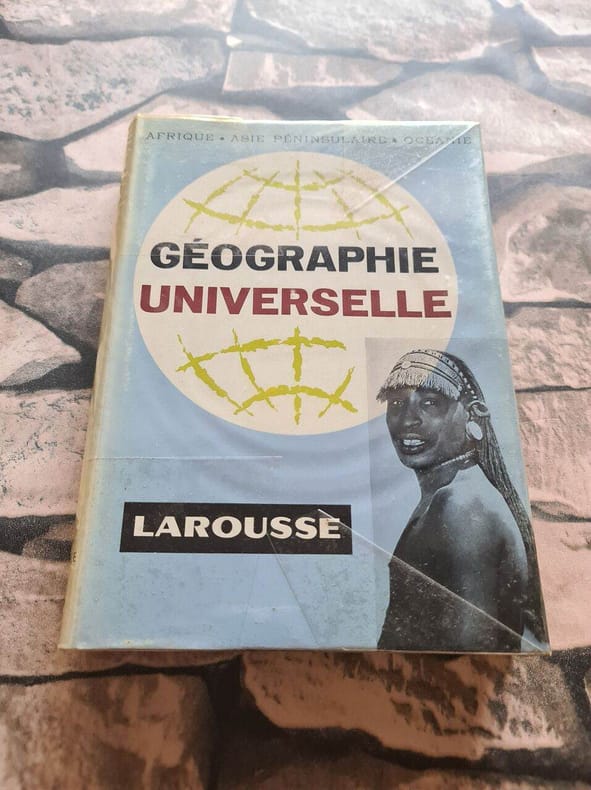 AFRIQUE • ASIE PÉNINSULAIRE • OCÉANIE
GÉOGRAPHIE
UNIVERSELLE
LAROUSSE